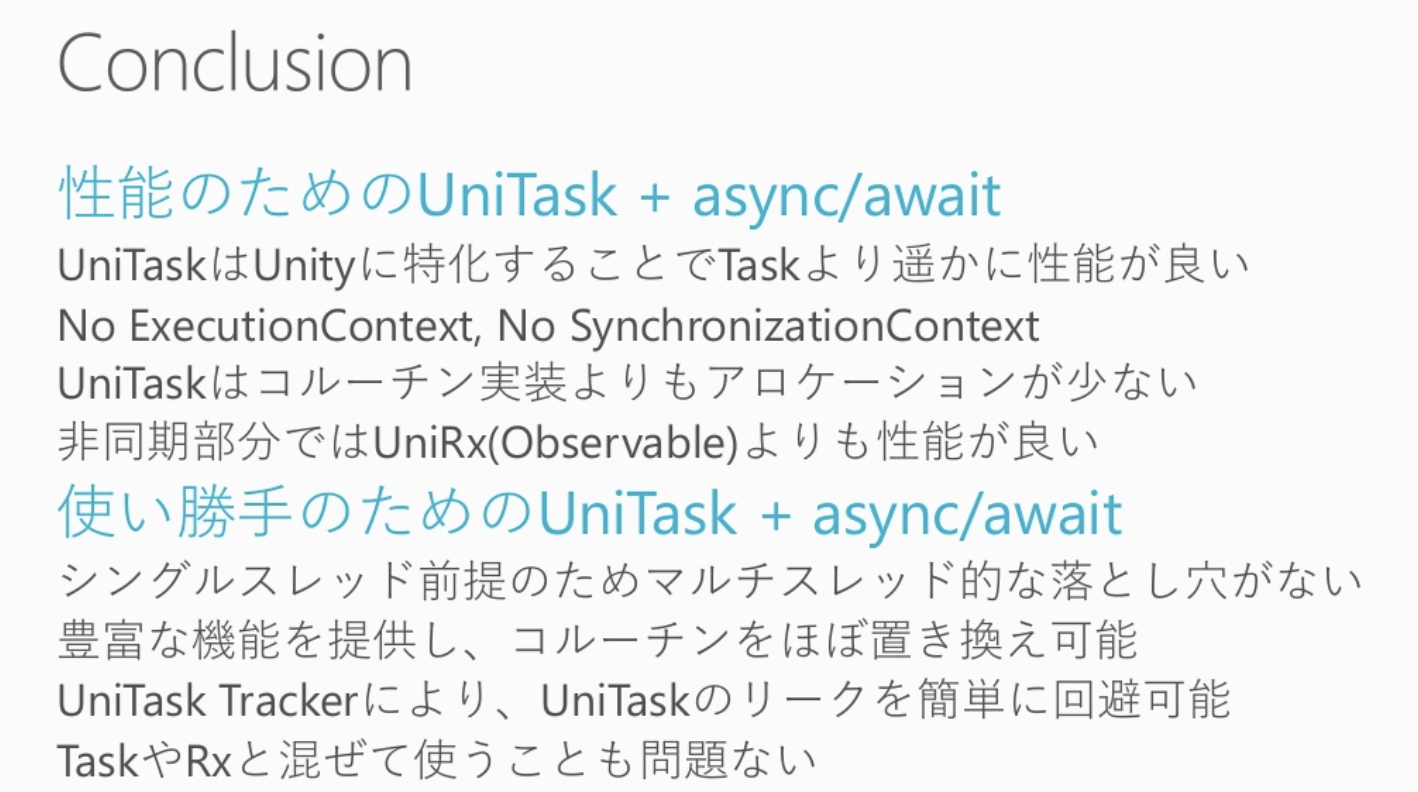 Conclusion
性能のためのUniTask + async/await
UniTaskはUnityに特化することでTaskより遥かに性能が良い
No ExecutionContext, No SynchronizationContext
UniTaskはコルーチン実装よりもアロケーションが少ない
非同期部分ではUniRx(Observable)よりも性能が良い
使い勝手のためのUniTask + async/await
シングルスレッド前提のためマルチスレッド的な落とし穴がない
豊富な機能を提供し、コルーチンをほぼ置き換え可能
UniTask Trackerにより、UniTaskのリークを簡単に回避可能
TaskやRxと混ぜて使うことも問題ない